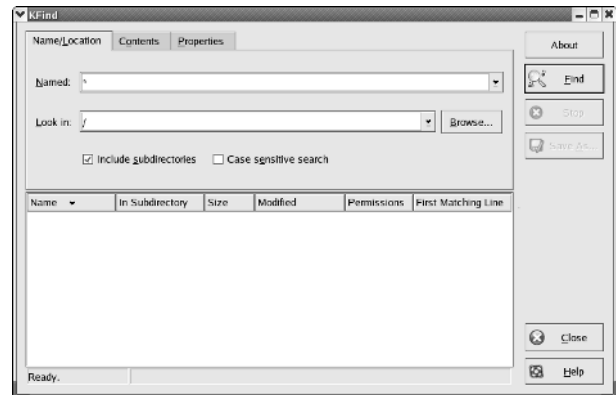 KFind
Name/Location Contents Properties
About
Named: *
Find
Look in: / Browse...
Stop
Save As...
Include subdirectories Case sensitive search
Name In Subdirectory Size Modified Permissions First Matching Line
Close
Ready.
Help